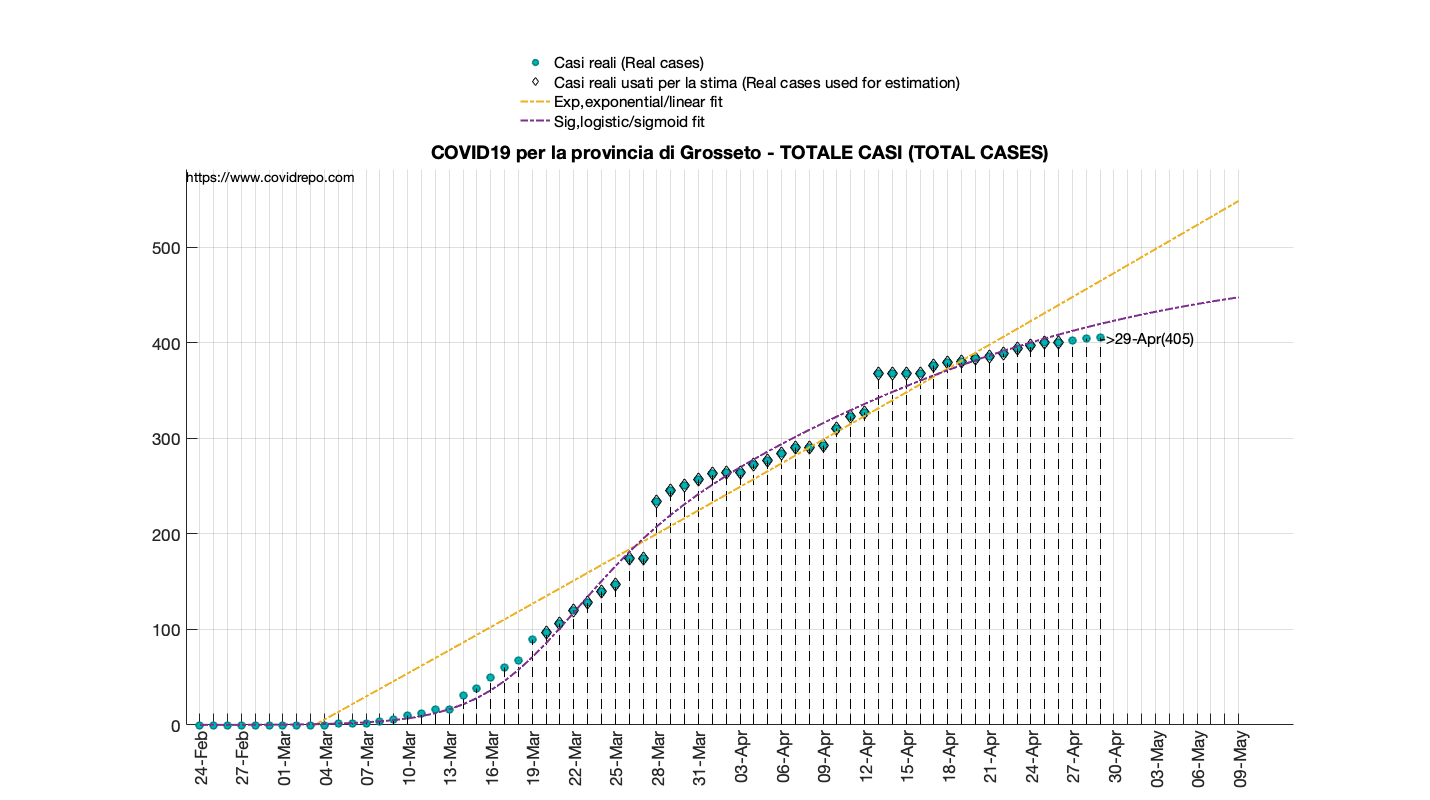 Casi reali (Real cases)
Casi reali usati per la stima (Real cases used for estimation)
Exp,exponential/linear fit
Sig,logistic/sigmoid fit
COVID19 per la provincia di Grosseto - TOTALE CASI (TOTAL CASES)
https://www.covidrepo.com
500
400
->29-Apr(405)
300
200
100
0
24-Feb
27-Feb
01-Mar
04-Mar
07-Mar
10-Mar
13-Mar
16-Mar
19-Mar
22-Mar
25-Mar
28-Mar
31-Mar
03-Apr
06-Apr
09-Apr
12-Apr
15-Apr
18-Apr
21-Apr
24-Apr
27-Apr
30-Apr
03-May
06-May
09-May